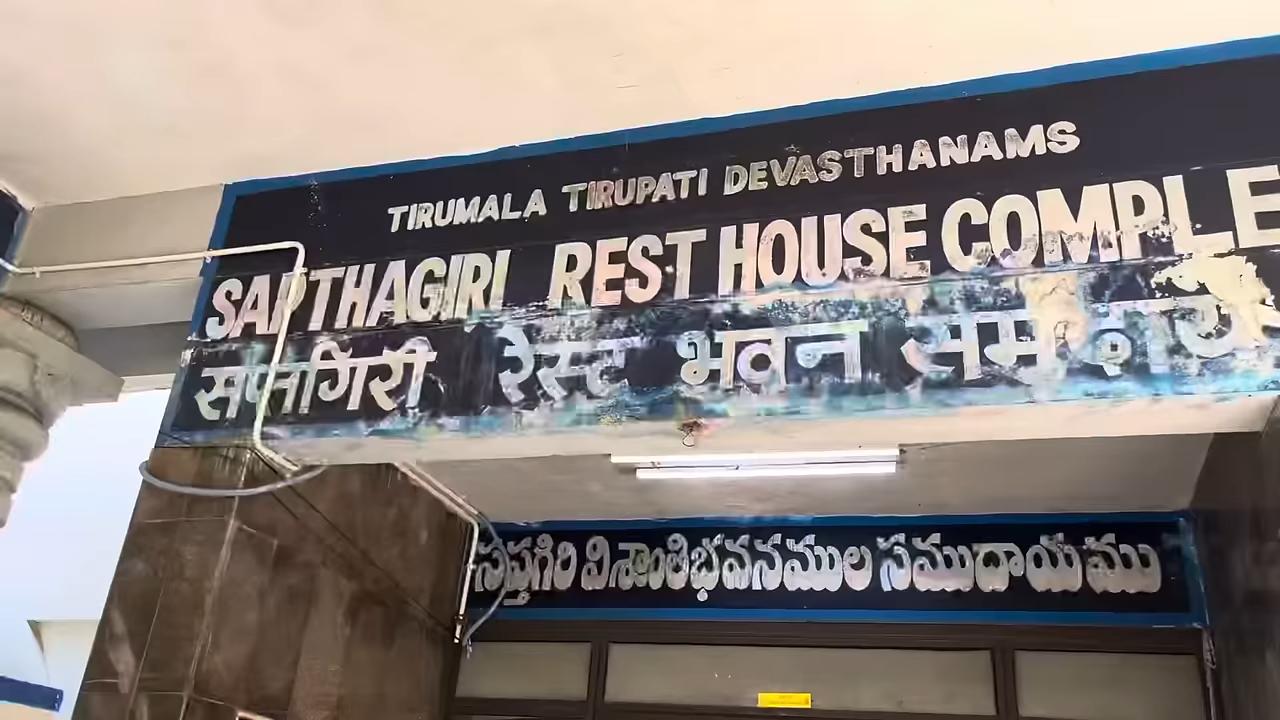 TIRUMALA TIRUPATI DEVASTHANAMS
SAPTHAGIRI REST HOUSE COMPLE
सप्तगिरी रेस्ट भवन
సప్తగిరి విశ్రాంతిభవనముల సముదాయము